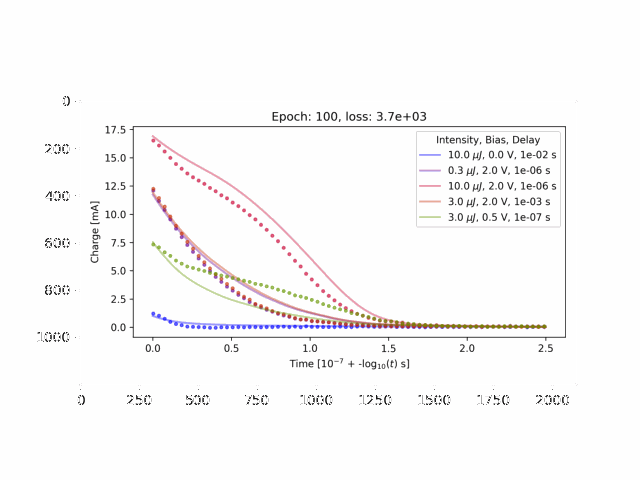 Epoch: 100, loss: 3.7e+03
0
200
400
600
800
1000
17.5
15.0
12.5
10.0
7.5
5.0
2.5
0.0
Charge [mA]
Intensity, Bias, Delay
10.0 μJ, 0.0 V, 1e-02 s
0.3 μJ, 2.0 V, 1e-06 s
10.0 μJ, 2.0 V, 1e-06 s
3.0 μJ, 2.0 V, 1e-03 s
3.0 μJ, 0.5 V, 1e-07 s
0.0 0.5 1.0 1.5 2.0 2.5
Time [10⁻⁷ + -log₁₀(t) s]
0 250 500 750 1000 1250 1500 1750 2000